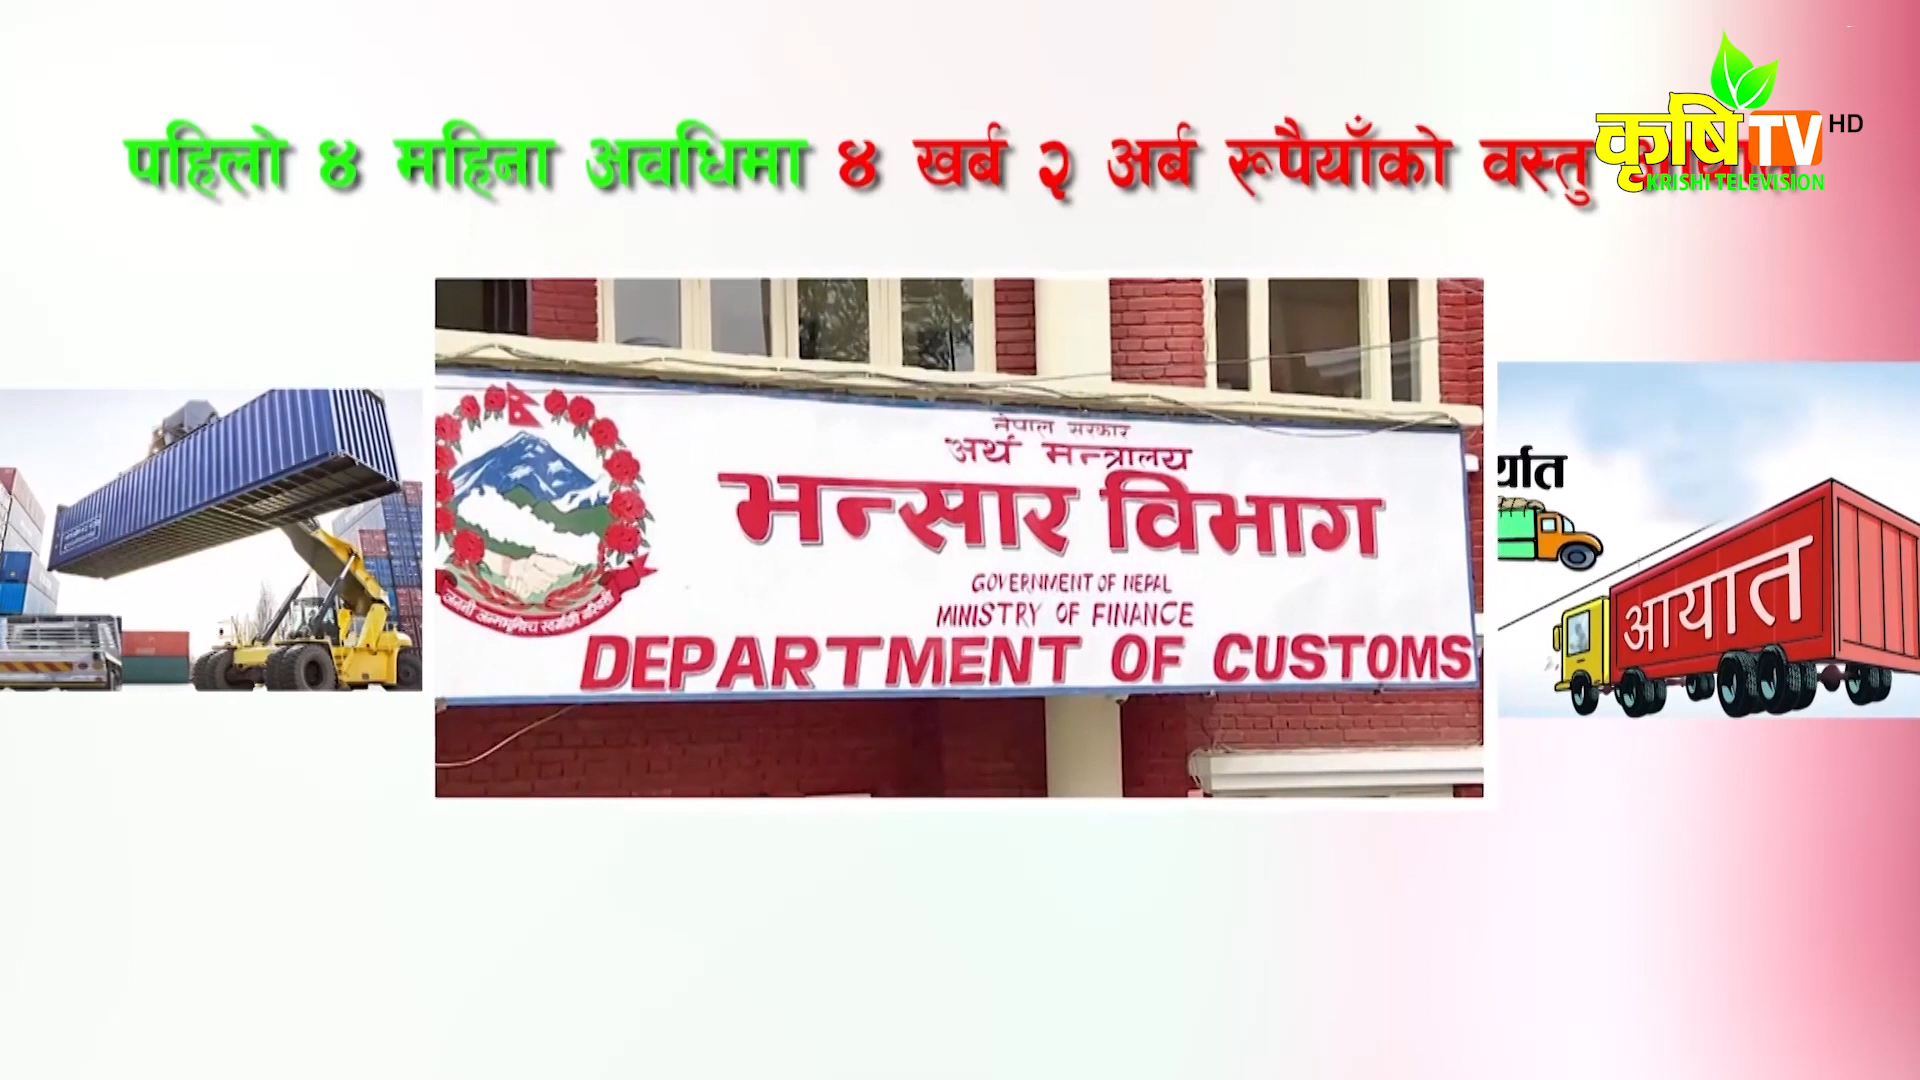 पहिलो ४ महिना अवधिमा ४ खर्ब २ अर्ब रूपैयाँको वस्तु
कृषि TV HD
KRISHI TELEVISION
नेपाल सरकार
अर्थ मन्त्रालय
भन्सार विभाग
GOVERNMENT OF NEPAL
MINISTRY OF FINANCE
DEPARTMENT OF CUSTOMS
र्यात
आयात